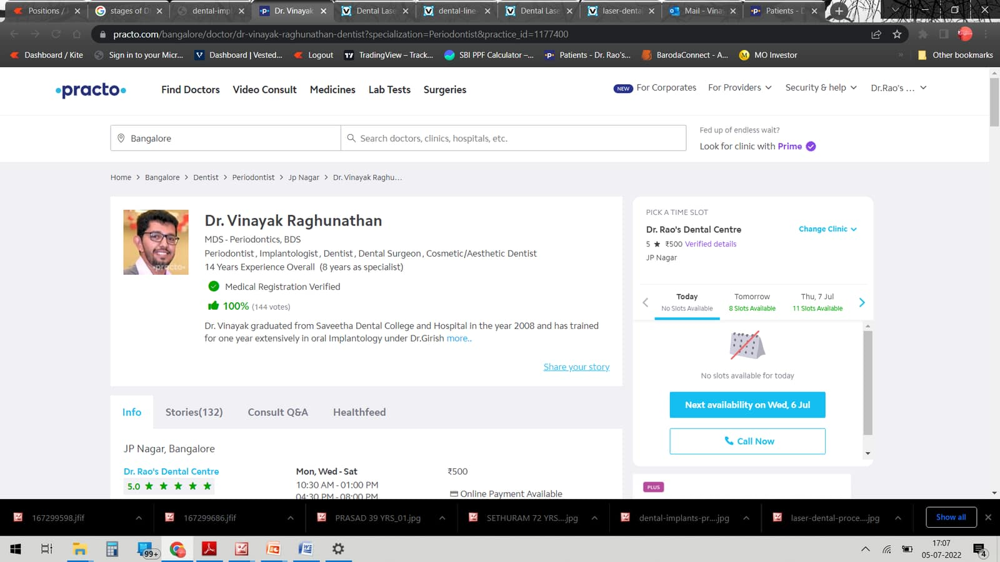 Positions /
stages of D
dental-imp
Dr. Vinayak
Dental Lase
dental-line
Dental Lase
laser-denta
Mail - Vina
Patients - D
practo.com/bangalore/doctor/dr-vinayak-raghunathan-dentist?specialization=Periodontist&practice_id=1177400
Dashboard / Kite
Sign in to your Micr...
Dashboard | Vested...
Logout
TradingView – Track...
SBI PPF Calculator –...
Patients - Dr. Rao's...
BarodaConnect - A...
MO Investor
Other bookmarks
practo
Find Doctors
Video Consult
Medicines
Lab Tests
Surgeries
NEW For Corporates
For Providers
Security & help
Dr.Rao's ...
Bangalore
Search doctors, clinics, hospitals, etc.
Fed up of endless wait?
Look for clinic with Prime
Home > Bangalore > Dentist > Periodontist > Jp Nagar > Dr. Vinayak Raghu...
practo
Dr. Vinayak Raghunathan
MDS - Periodontics, BDS
Periodontist, Implantologist, Dentist, Dental Surgeon, Cosmetic/Aesthetic Dentist
14 Years Experience Overall (8 years as specialist)
Medical Registration Verified
100% (144 votes)
Dr. Vinayak graduated from Saveetha Dental College and Hospital in the year 2008 and has trained
for one year extensively in oral Implantology under Dr.Girish more..
Share your story
PICK A TIME SLOT
Dr. Rao's Dental Centre
Change Clinic
5 ★ ₹500 Verified details
JP Nagar
Today
No Slots Available
Tomorrow
8 Slots Available
Thu, 7 Jul
11 Slots Available
No slots available for today
Next availability on Wed, 6 Jul
Call Now
PLUS
Info
Stories(132)
Consult Q&A
Healthfeed
JP Nagar, Bangalore
Dr. Rao's Dental Centre
5.0 ★ ★ ★ ★ ★
Mon, Wed - Sat
10:30 AM - 01:00 PM
04:30 PM - 08:00 PM
₹500
Online Payment Available
167299598.jfif
167299686.jfif
PRASAD 39 YRS_01.jpg
SETHURAM 72 YRS....jpg
dental-implants-pr....jpg
laser-dental-proce....jpg
Show all
99+
17:07
05-07-2022
4